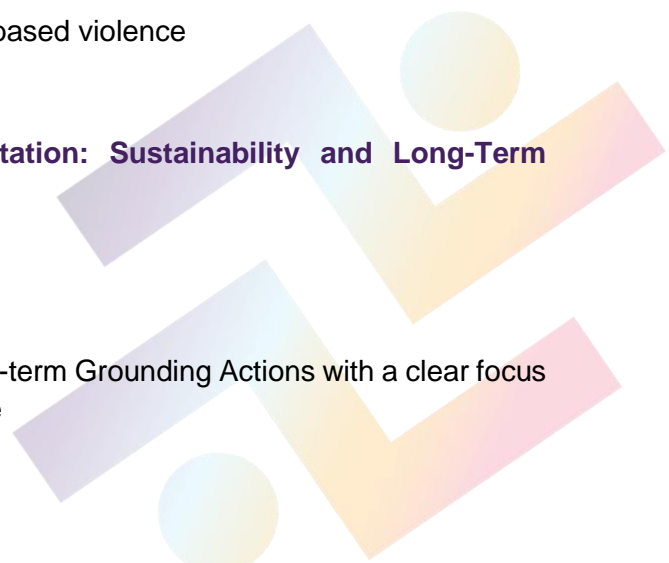 based violence
tation: Sustainability and Long-Term
-term Grounding Actions with a clear focus